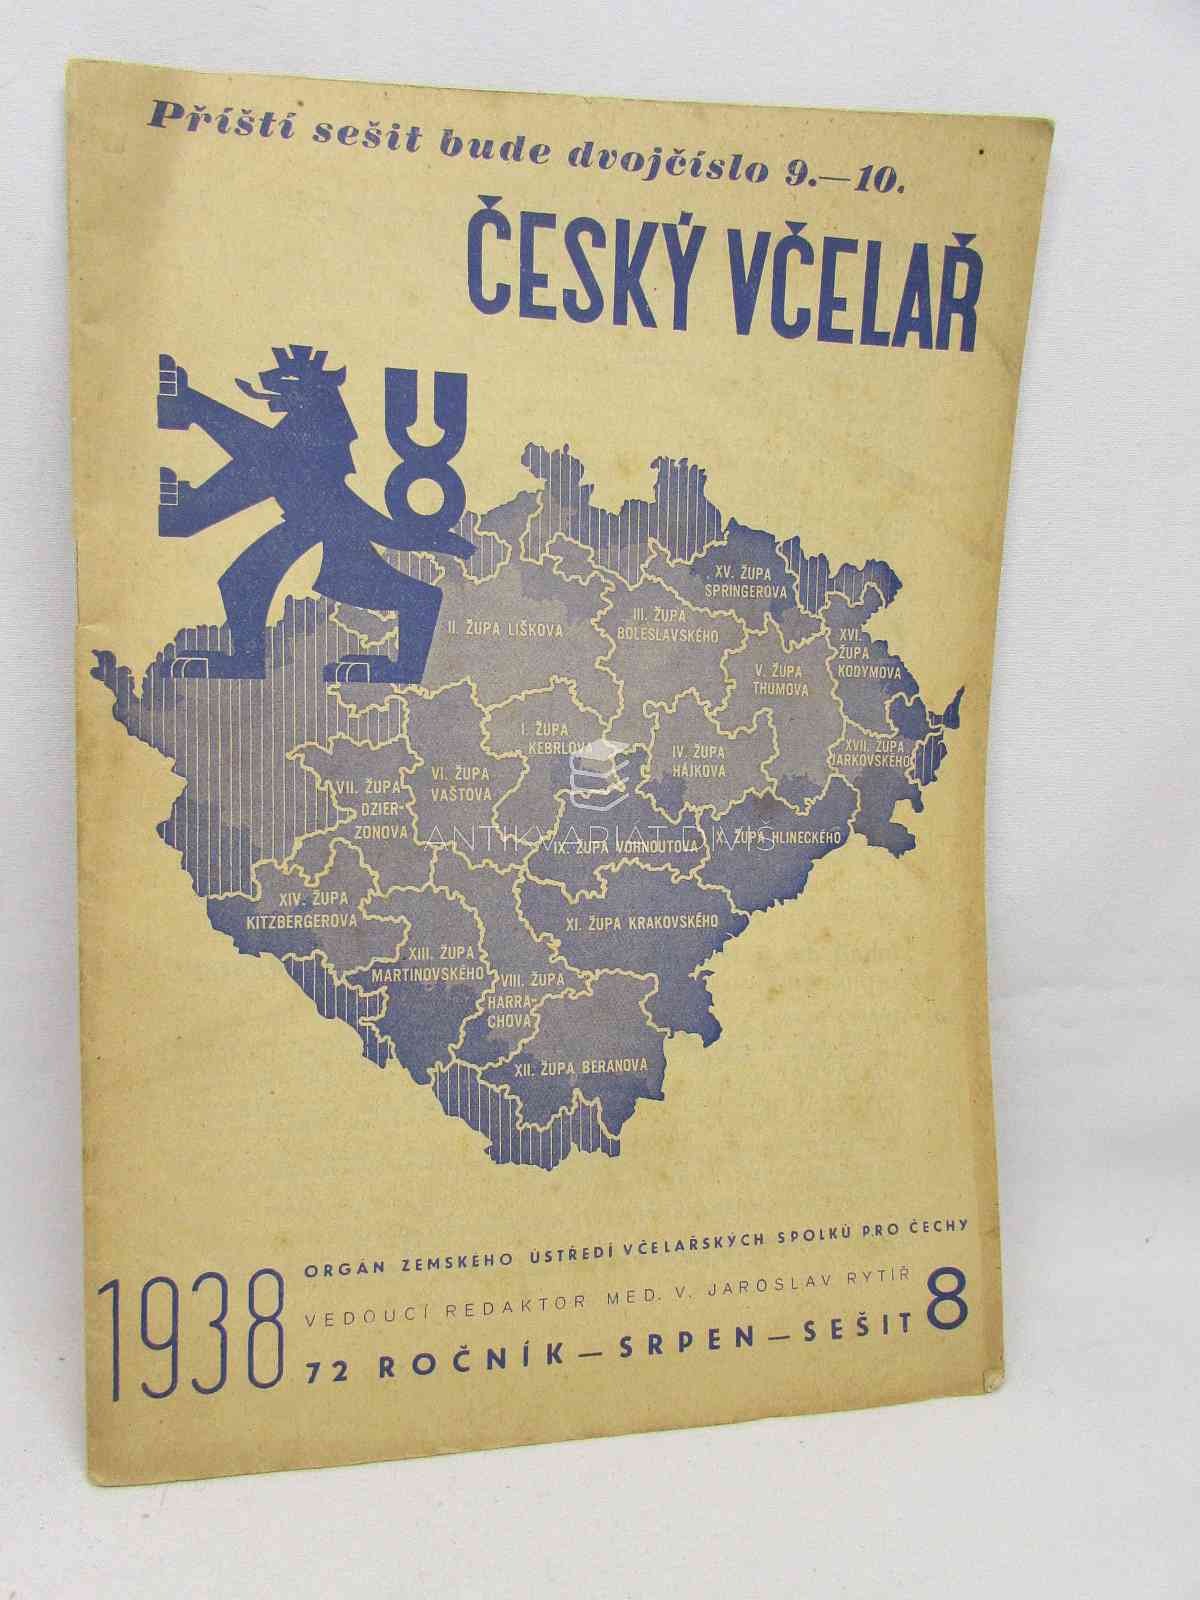 Příští sešit bude dvojčíslo 9.—10.
ČESKÝ VČELAŘ
XV. ŽUPA
SPRINGEROVA
II. ŽUPA LIŠKOVA
III. ŽUPA
BOLESLAVSKÉHO
XVI.
ŽUPA
KODYMOVA
V. ŽUPA
THUMOVA
I. ŽUPA
KEBRLOVA
IV. ŽUPA
HÁJKOVA
XVII. ŽUPA
JARKOVSKÉHO
VI. ŽUPA
VAŠTOVA
VII. ŽUPA
DZIER-
ZONOVA
ANTIKVARIÁT DIVIŠ
IX. ŽUPA VOHNOUTOVA
X. ŽUPA HLINECKÉHO
XIV. ŽUPA
KITZBERGEROVA
XI. ŽUPA KRAKOVSKÉHO
XIII. ŽUPA
MARTINOVSKÉHO
VIII. ŽUPA
HARRA-
CHOVA
XII. ŽUPA BERANOVA
1938
ORGÁN ZEMSKÉHO ÚSTŘEDÍ VČELAŘSKÝCH SPOLKŮ PRO ČECHY
VEDOUCÍ REDAKTOR MED. V. JAROSLAV RYTÍŘ
72 ROČNÍK — SRPEN — SEŠIT 8